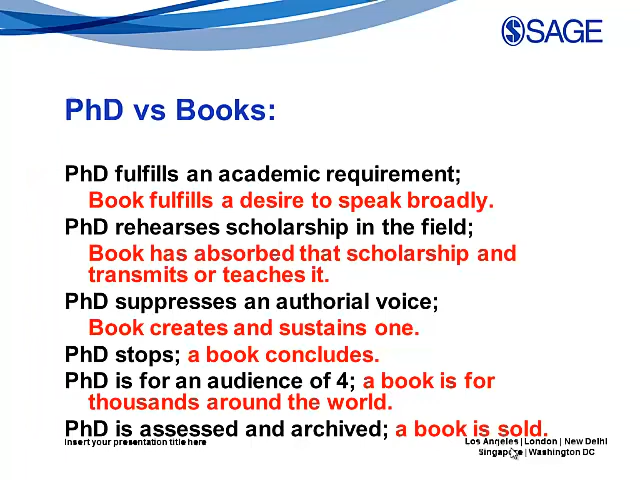 SAGE
PhD vs Books:
PhD fulfills an academic requirement;
Book fulfills a desire to speak broadly.
PhD rehearses scholarship in the field;
Book has absorbed that scholarship and
transmits or teaches it.
PhD suppresses an authorial voice;
Book creates and sustains one.
PhD stops; a book concludes.
PhD is for an audience of 4; a book is for
thousands around the world.
PhD is assessed and archived; a book is sold.
Insert your presentation title here
Los Angeles | London | New Delhi
Singapore | Washington DC